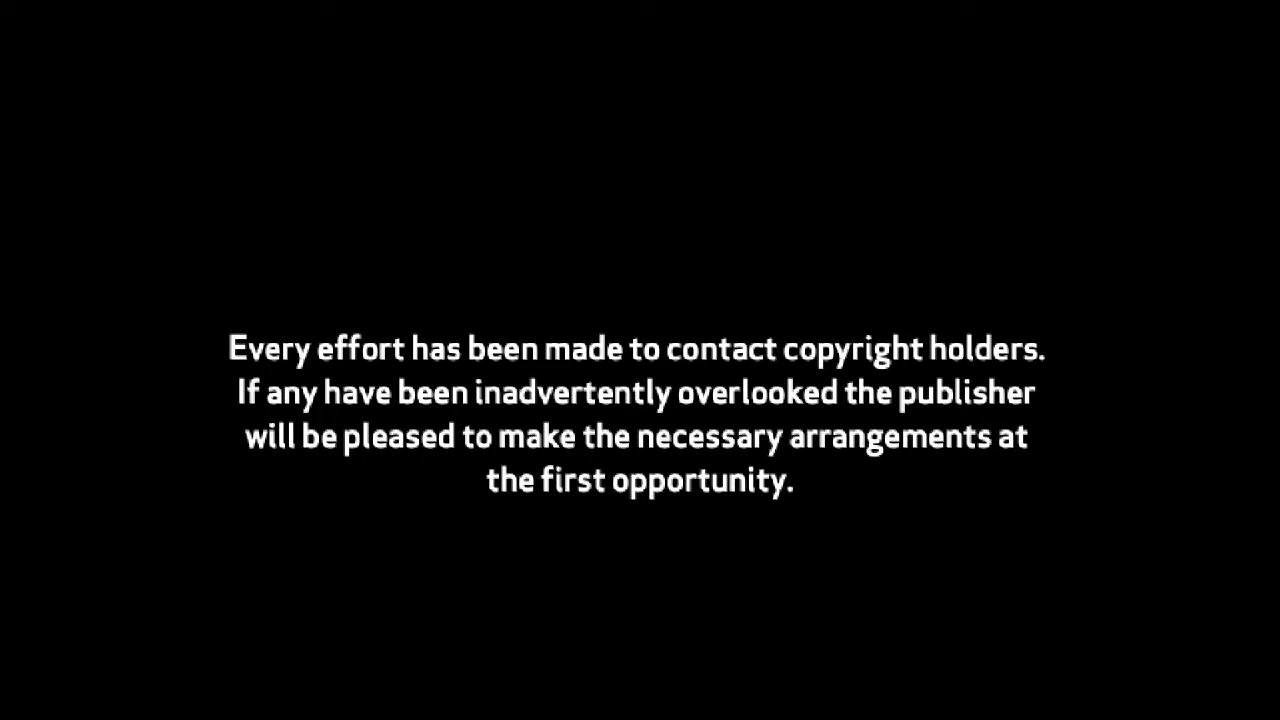 Every effort has been made to contact copyright holders.
If any have been inadvertently overlooked the publisher
will be pleased to make the necessary arrangements at
the first opportunity.